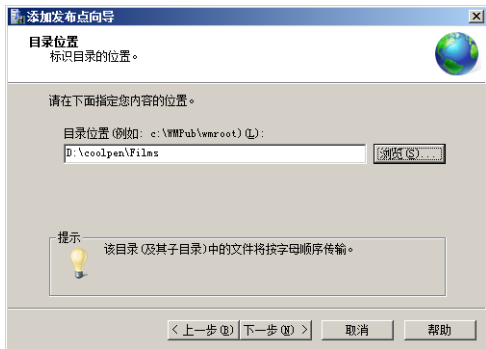 添加发布点向导
目录位置
标识目录的位置。
请在下面指定您内容的位置。
目录位置(例如: c:\WMPub\wmroot)(L):
D:\coolpen\Films
浏览(S)...
提示
该目录(及其子目录)中的文件将按字母顺序传输。
< 上一步(B) 下一步(N) > 取消 帮助